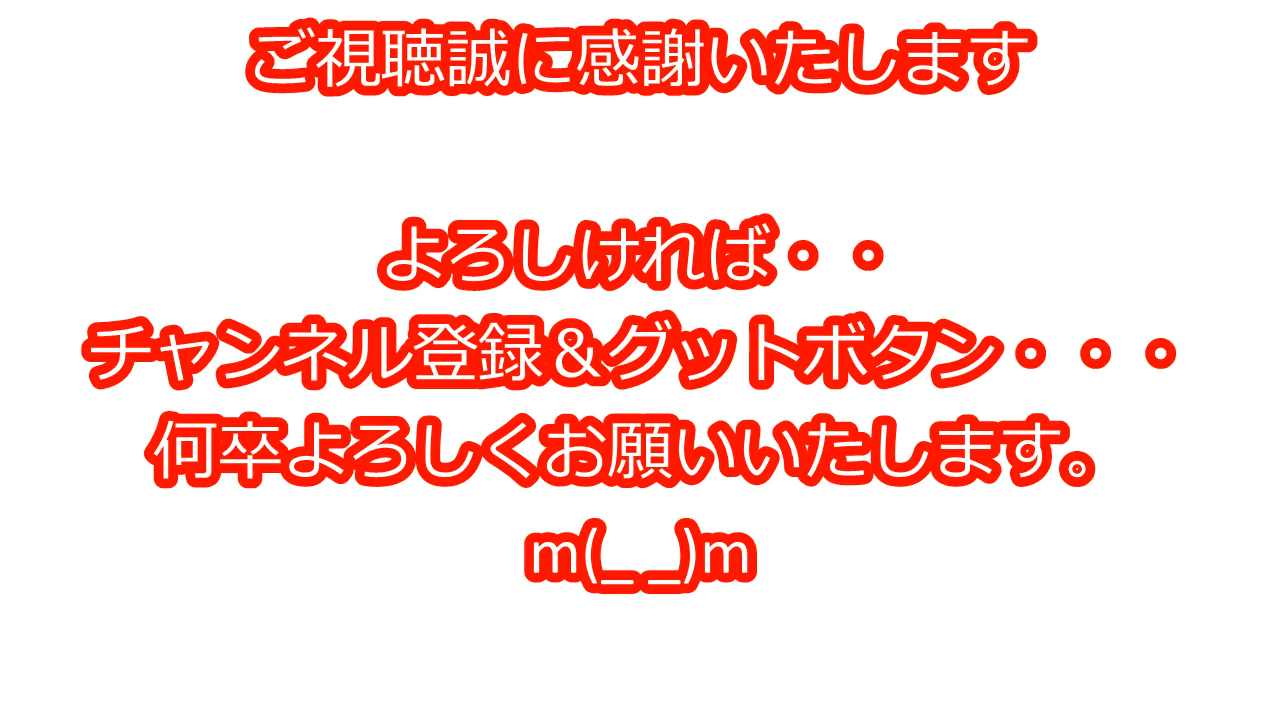 ご視聴誠に感謝いたします
よろしければ・・
チャンネル登録＆グットボタン・・・
何卒よろしくお願いいたします。
m(_ _)m